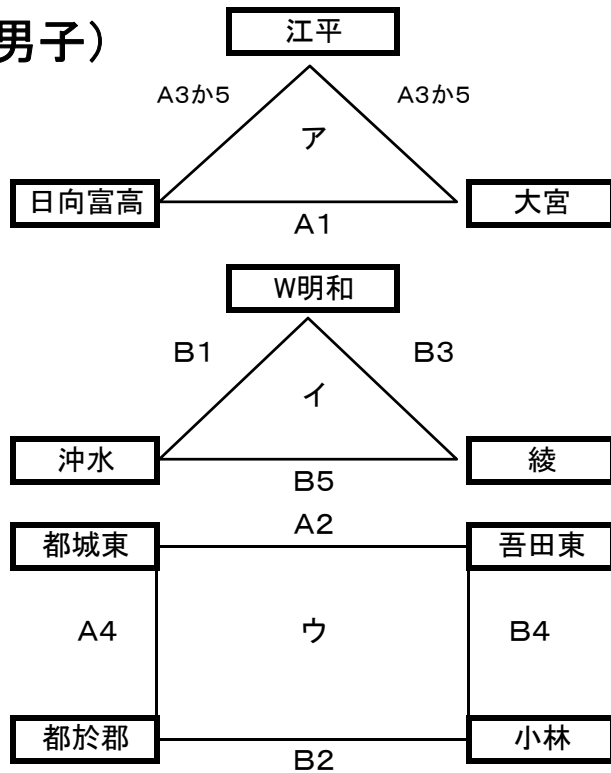 男子）
江平
A3か5
A3か5
ア
日向富高
大宮
A1
W明和
B1
B3
イ
沖水
綾
B5
A2
都城東
吾田東
A4
ウ
B4
都於郡
小林
B2